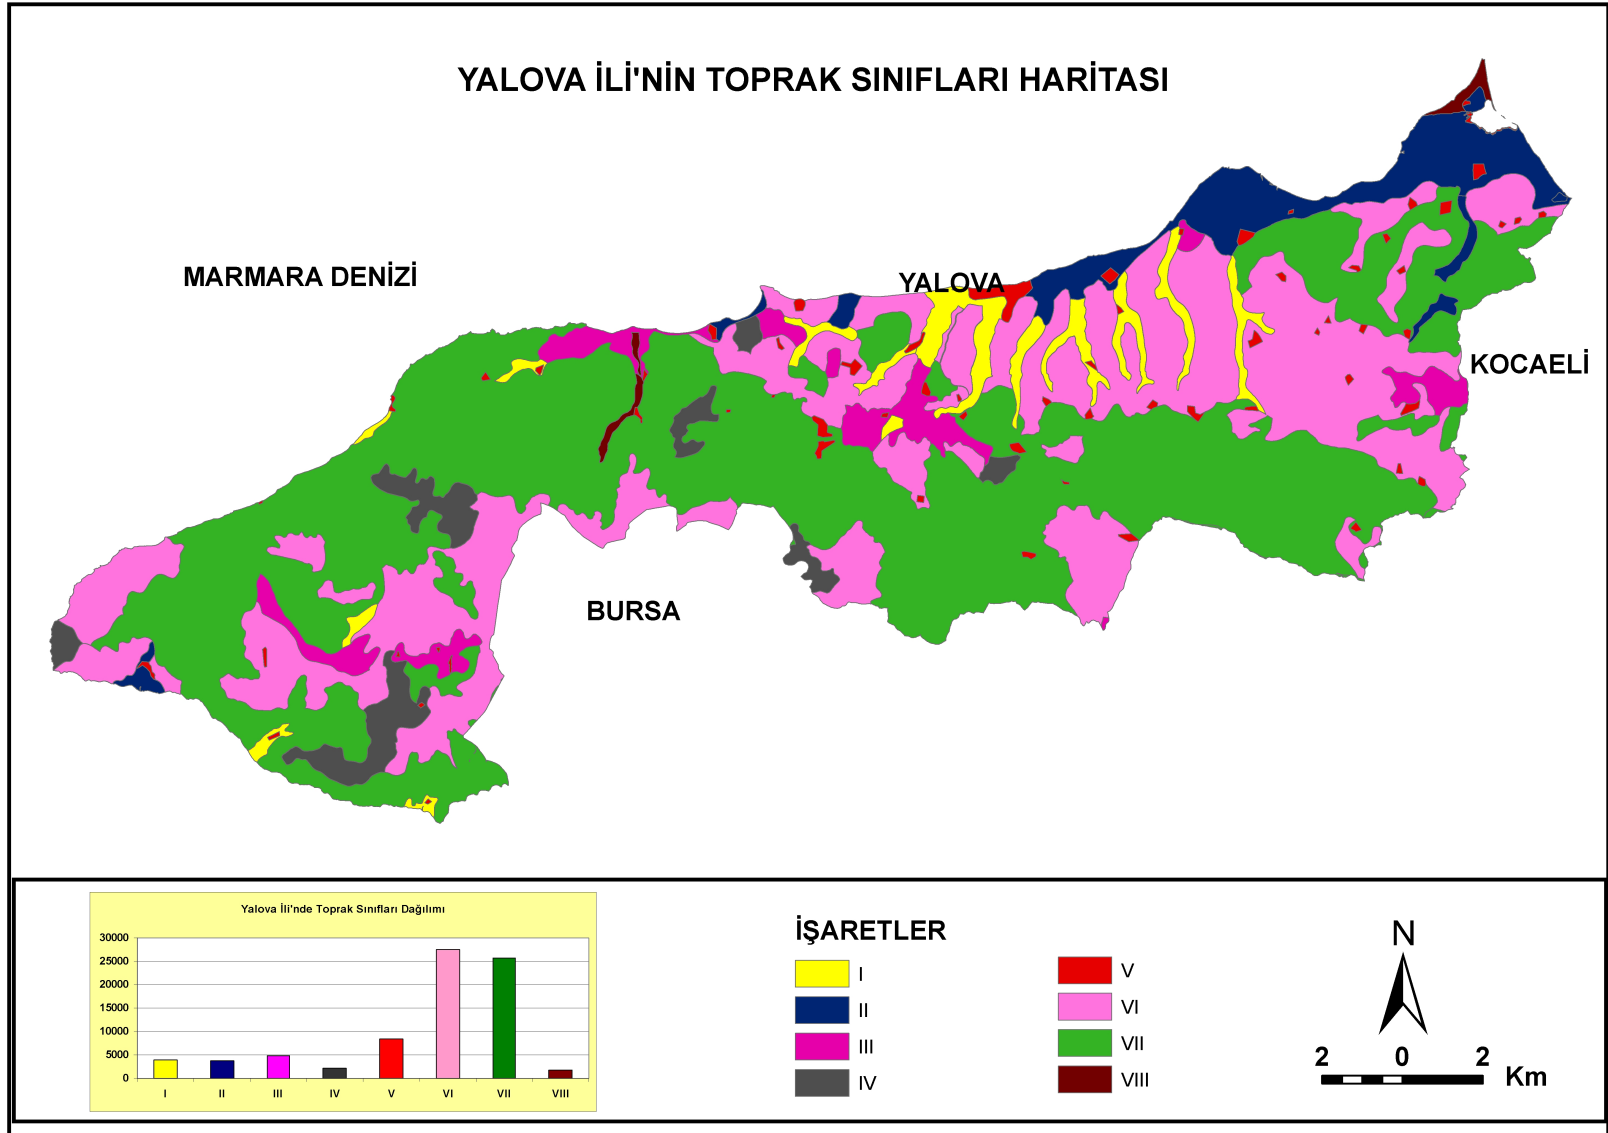 YALOVA İLİ'NİN TOPRAK SINIFLARI HARİTASI
MARMARA DENİZİ
YALOVA
KOCAELİ
BURSA
Yalova İli'nde Toprak Sınıfları Dağılımı
30000
25000
20000
15000
10000
5000
0
I II III IV V VI VII VIII
İŞARETLER
I
II
III
IV
V
VI
VII
VIII
N
2 0 2
Km